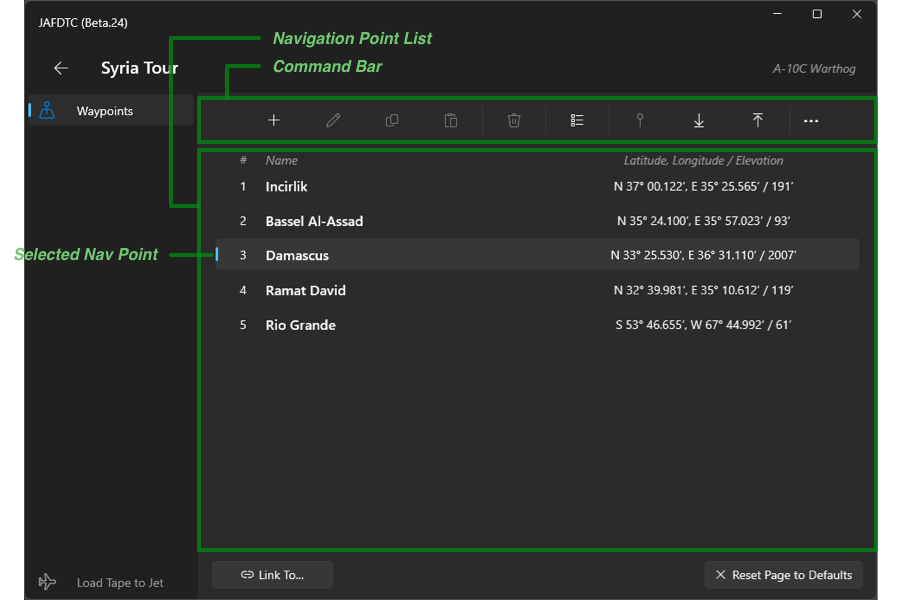 JAFDTC (Beta.24)
Navigation Point List
Command Bar
Syria Tour
A-10C Warthog
Waypoints
# Name Latitude, Longitude / Elevation
1 Incirlik N 37° 00.122’, E 35° 25.565’ / 191’
2 Bassel Al-Assad N 35° 24.100’, E 35° 57.023’ / 93’
Selected Nav Point
3 Damascus N 33° 25.530’, E 36° 31.110’ / 2007’
4 Ramat David N 32° 39.981’, E 35° 10.612’ / 119’
5 Rio Grande S 53° 46.655’, W 67° 44.992’ / 61’
Load Tape to Jet
Link To...
Reset Page to Defaults